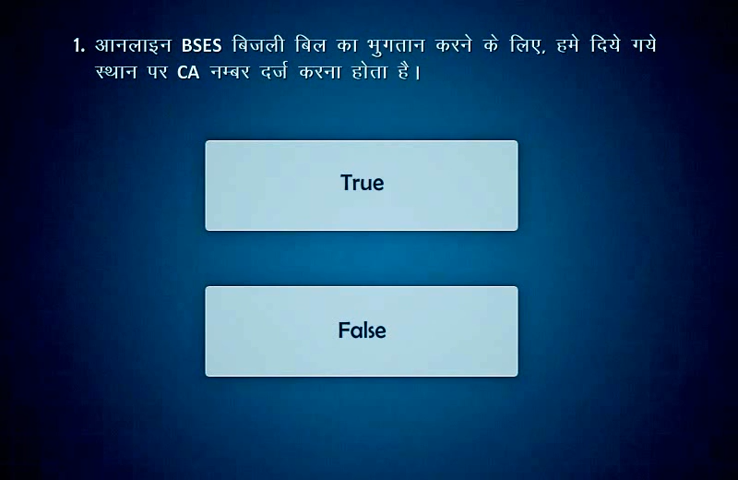 1. आनलाइन BSES बिजली बिल का भुगतान करने के लिए, हमे दिये गये
स्थान पर CA नम्बर दर्ज करना होता है।
True
False